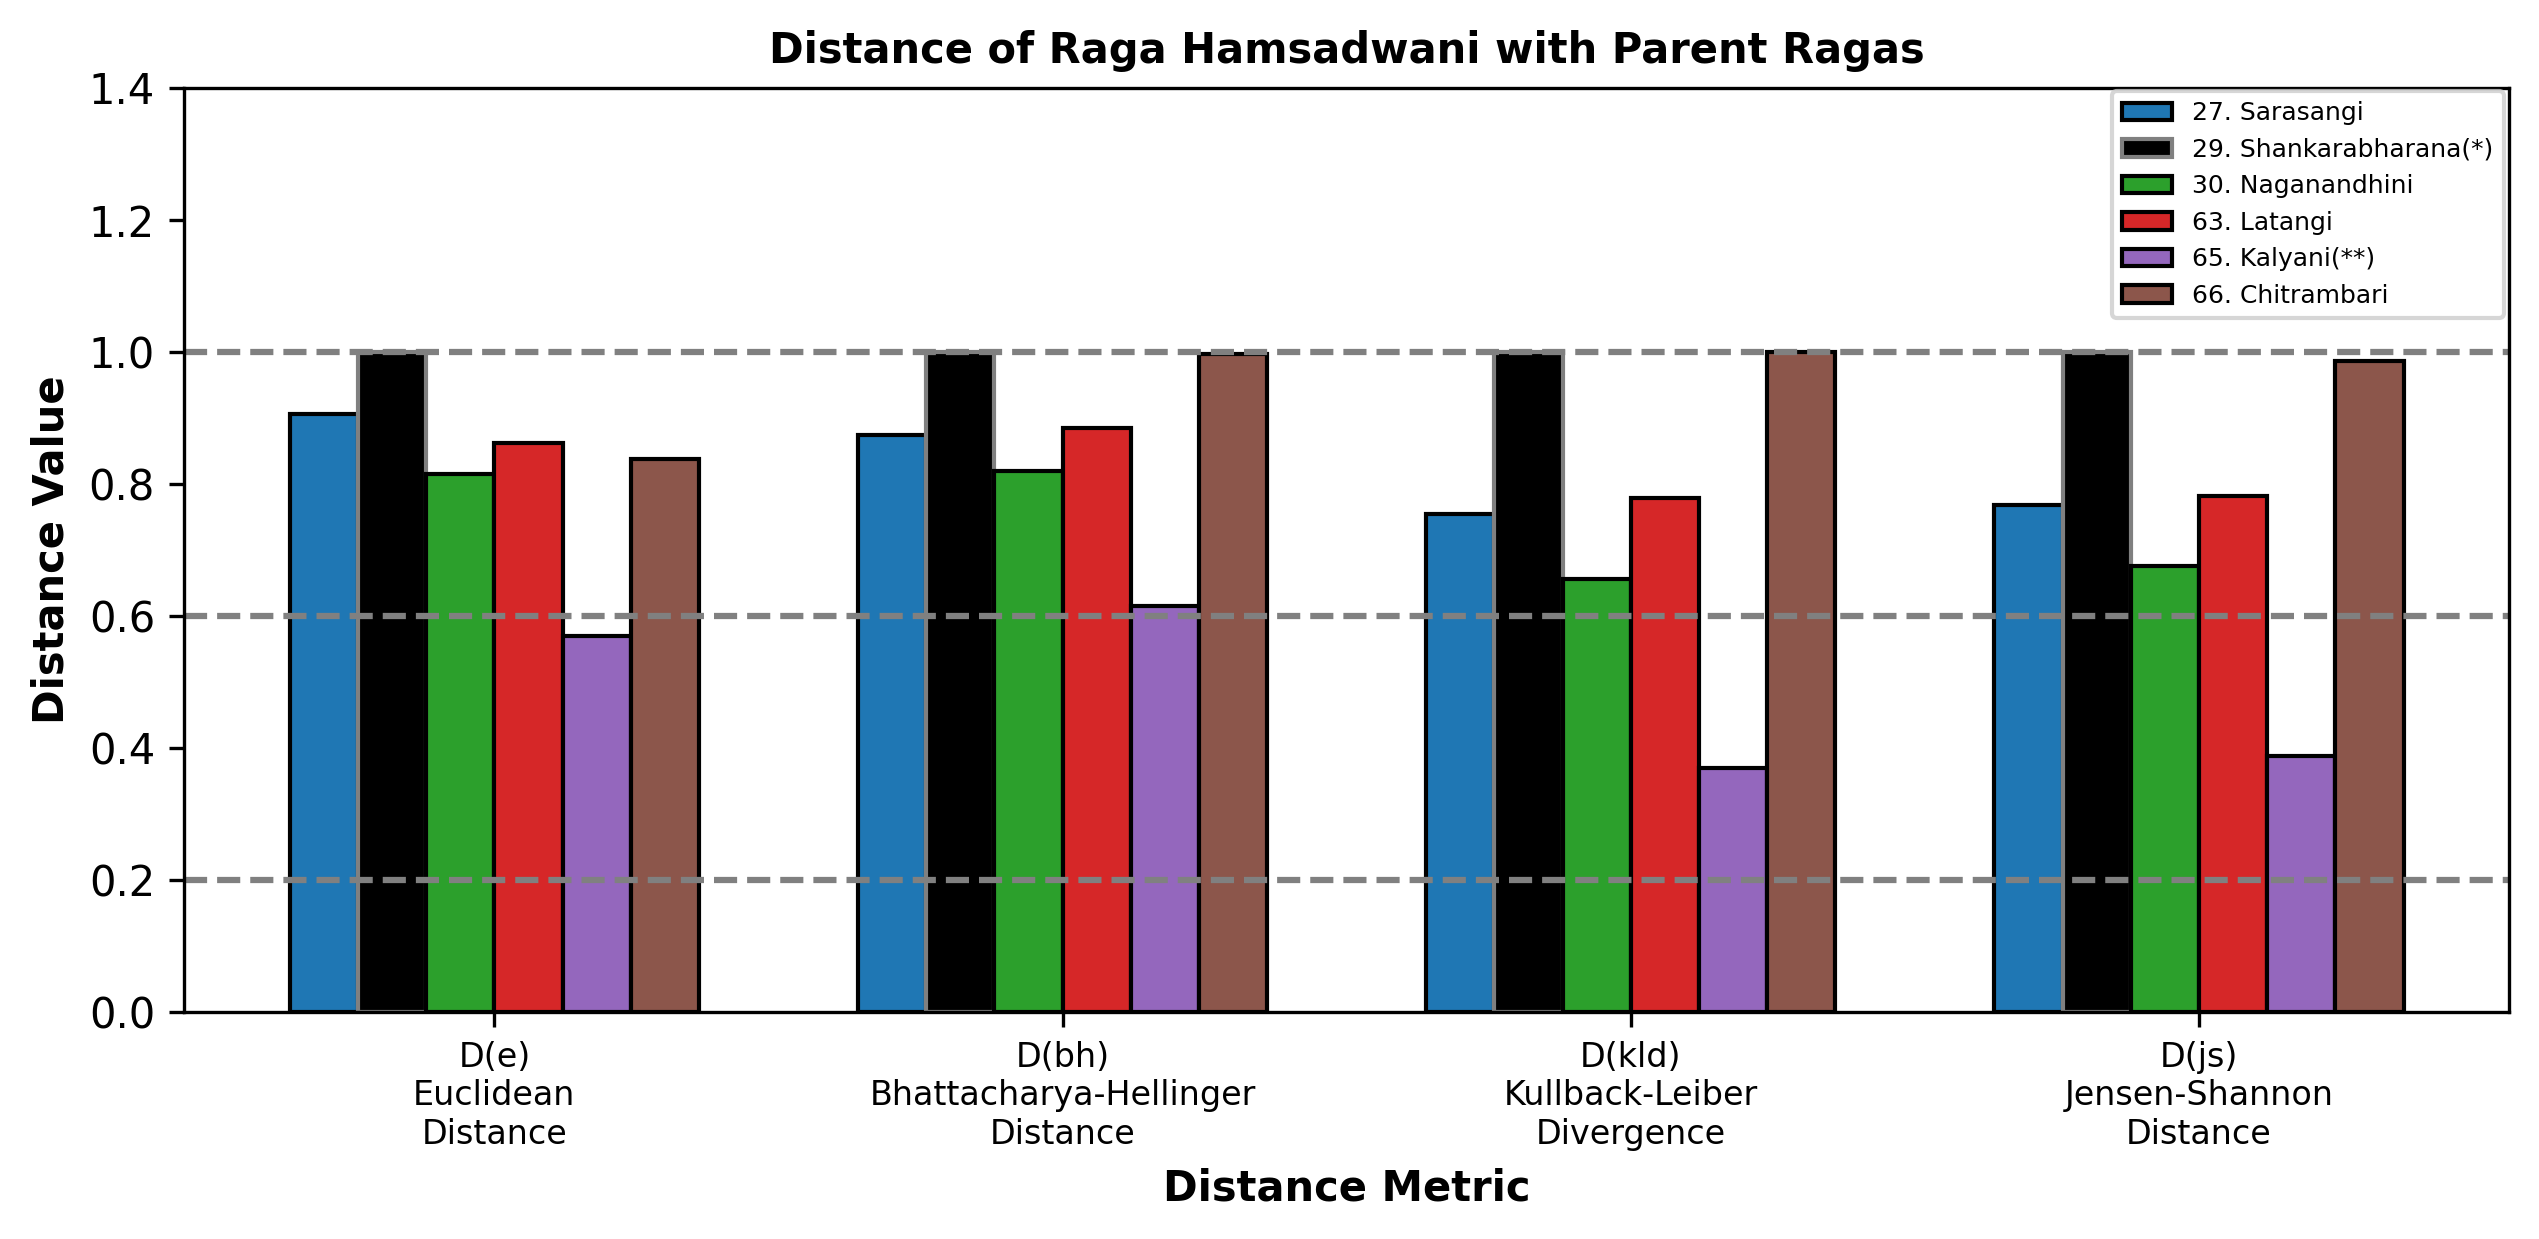 Distance of Raga Hamsadwani with Parent Ragas
1.4
1.2
1.0
0.8
0.6
0.4
0.2
0.0
Distance Value
27. Sarasangi
29. Shankarabharana(*)
30. Naganandhini
63. Latangi
65. Kalyani(**)
66. Chitrambari
D(e)
Euclidean
Distance
D(bh)
Bhattacharya-Hellinger
Distance
D(kld)
Kullback-Leiber
Divergence
D(js)
Jensen-Shannon
Distance
Distance Metric